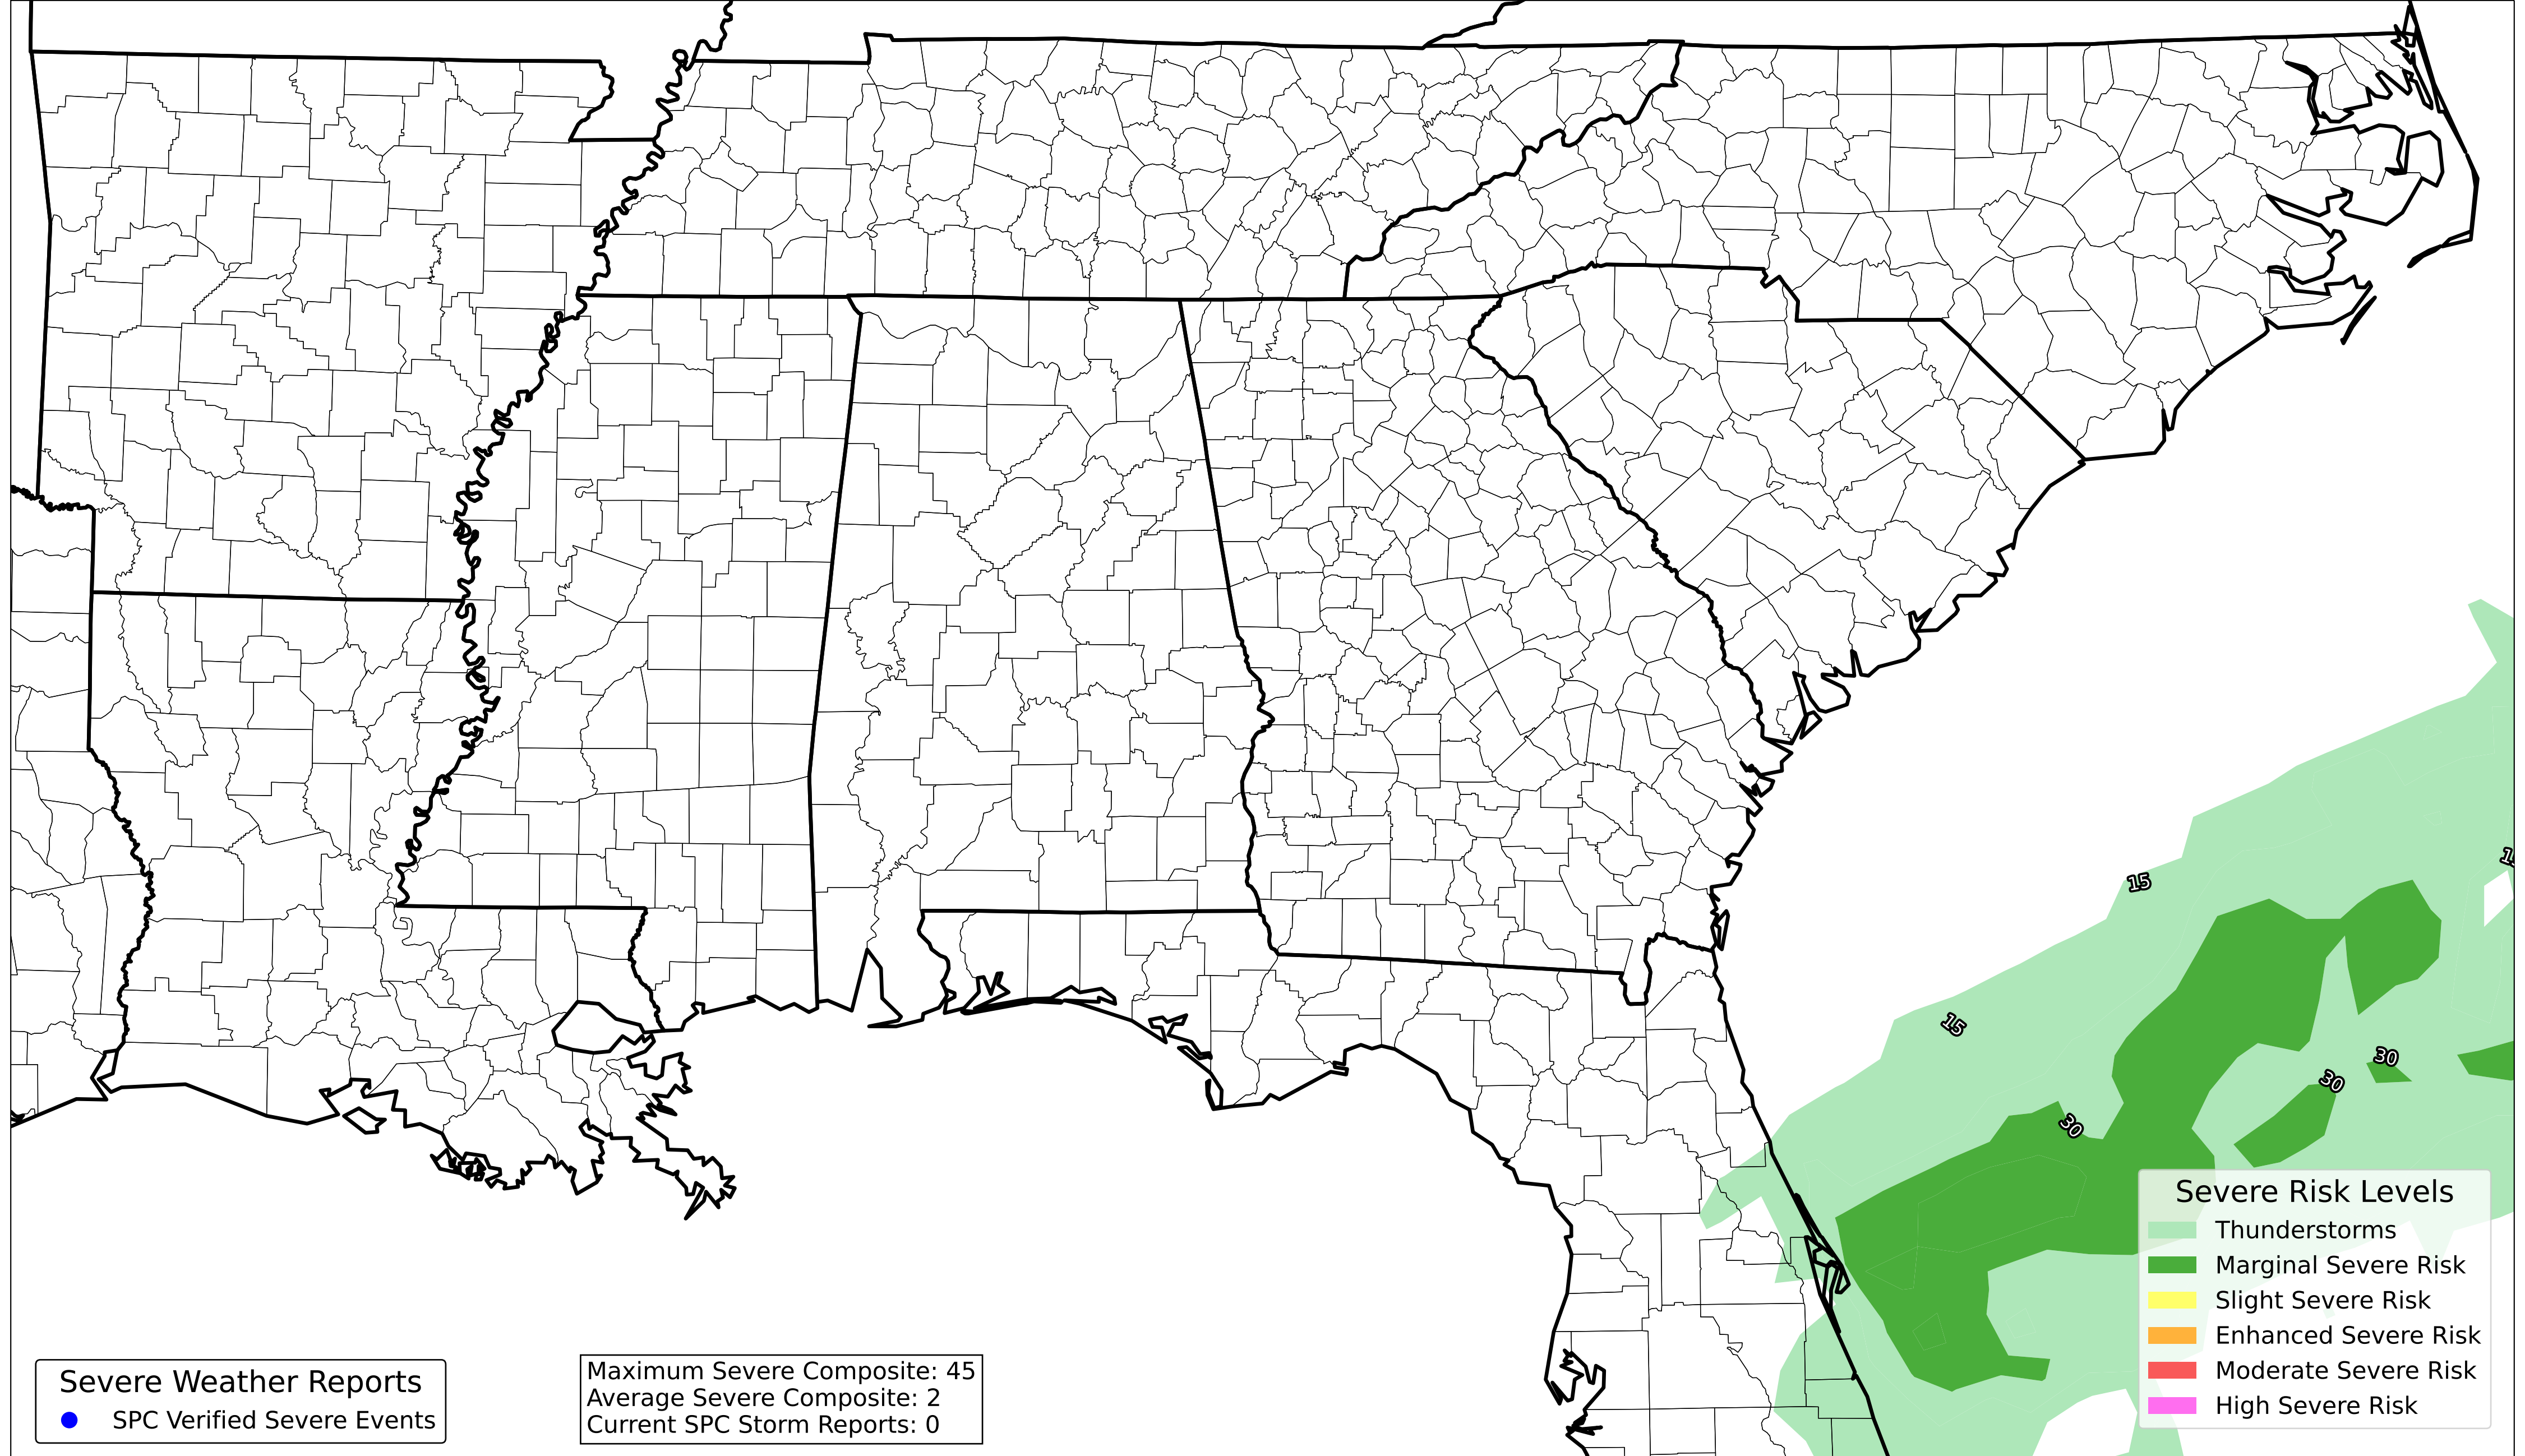 15
15
30
30
30
Severe Risk Levels
Thunderstorms
Marginal Severe Risk
Slight Severe Risk
Enhanced Severe Risk
Moderate Severe Risk
High Severe Risk
Maximum Severe Composite: 45
Average Severe Composite: 2
Current SPC Storm Reports: 0
Severe Weather Reports
SPC Verified Severe Events